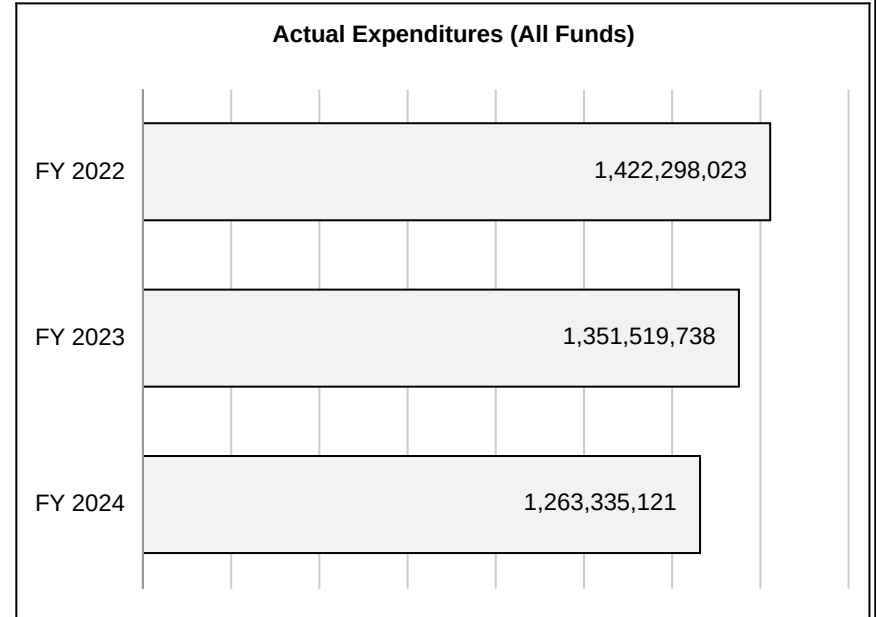 Actual Expenditures (All Funds)
FY 2022 1,422,298,023
FY 2023 1,351,519,738
FY 2024 1,263,335,121